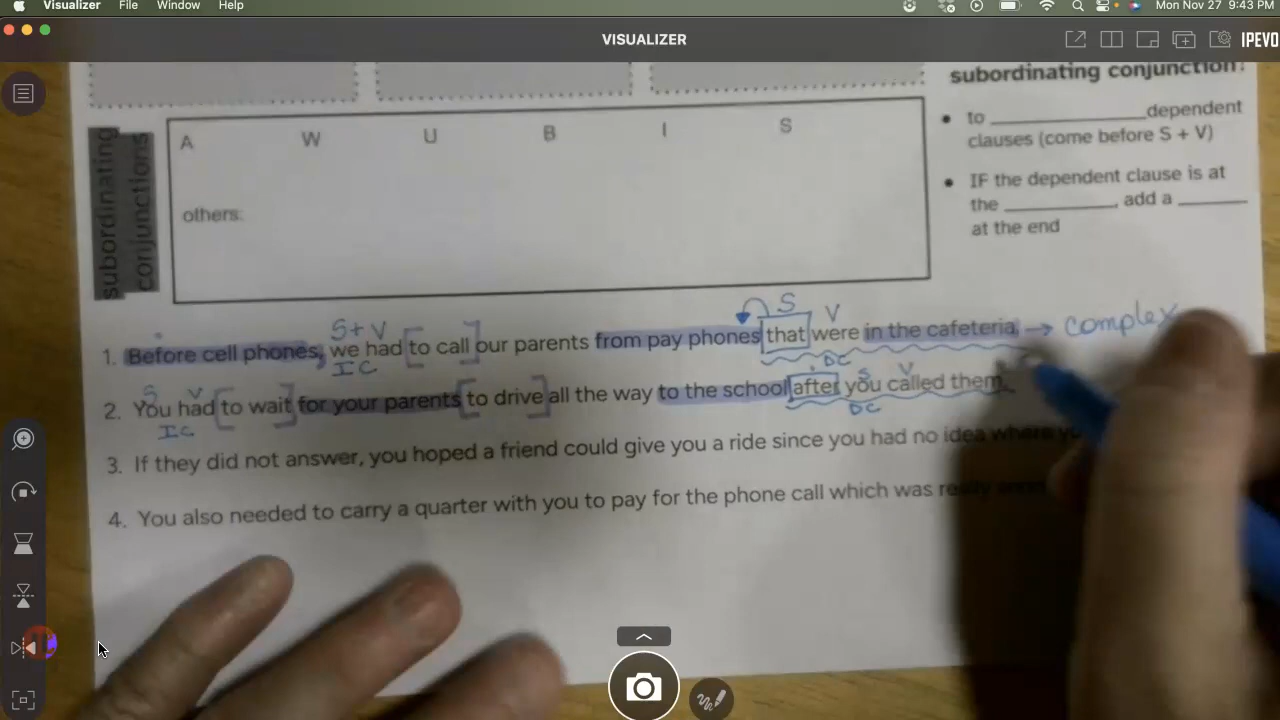 Visualizer File Window Help Mon Nov 27 9:43 PM
VISUALIZER
IPEVO
subordinating conjunction:
• to ____________dependent
clauses (come before S + V)
• IF the dependent clause is at
the _________, add a ______
at the end
subordinating
conjunctions
A W U B I S
others:
S + V S V
1. Before cell phones, we had [to call] our parents from pay phones that were in the cafeteria. → complex
IC DC
S V S V
2. You had [to wait] for your parents [to drive] all the way to the school after you called them.
IC DC
3. If they did not answer, you hoped a friend could give you a ride since you had no idea where
4. You also needed to carry a quarter with you to pay for the phone call which was